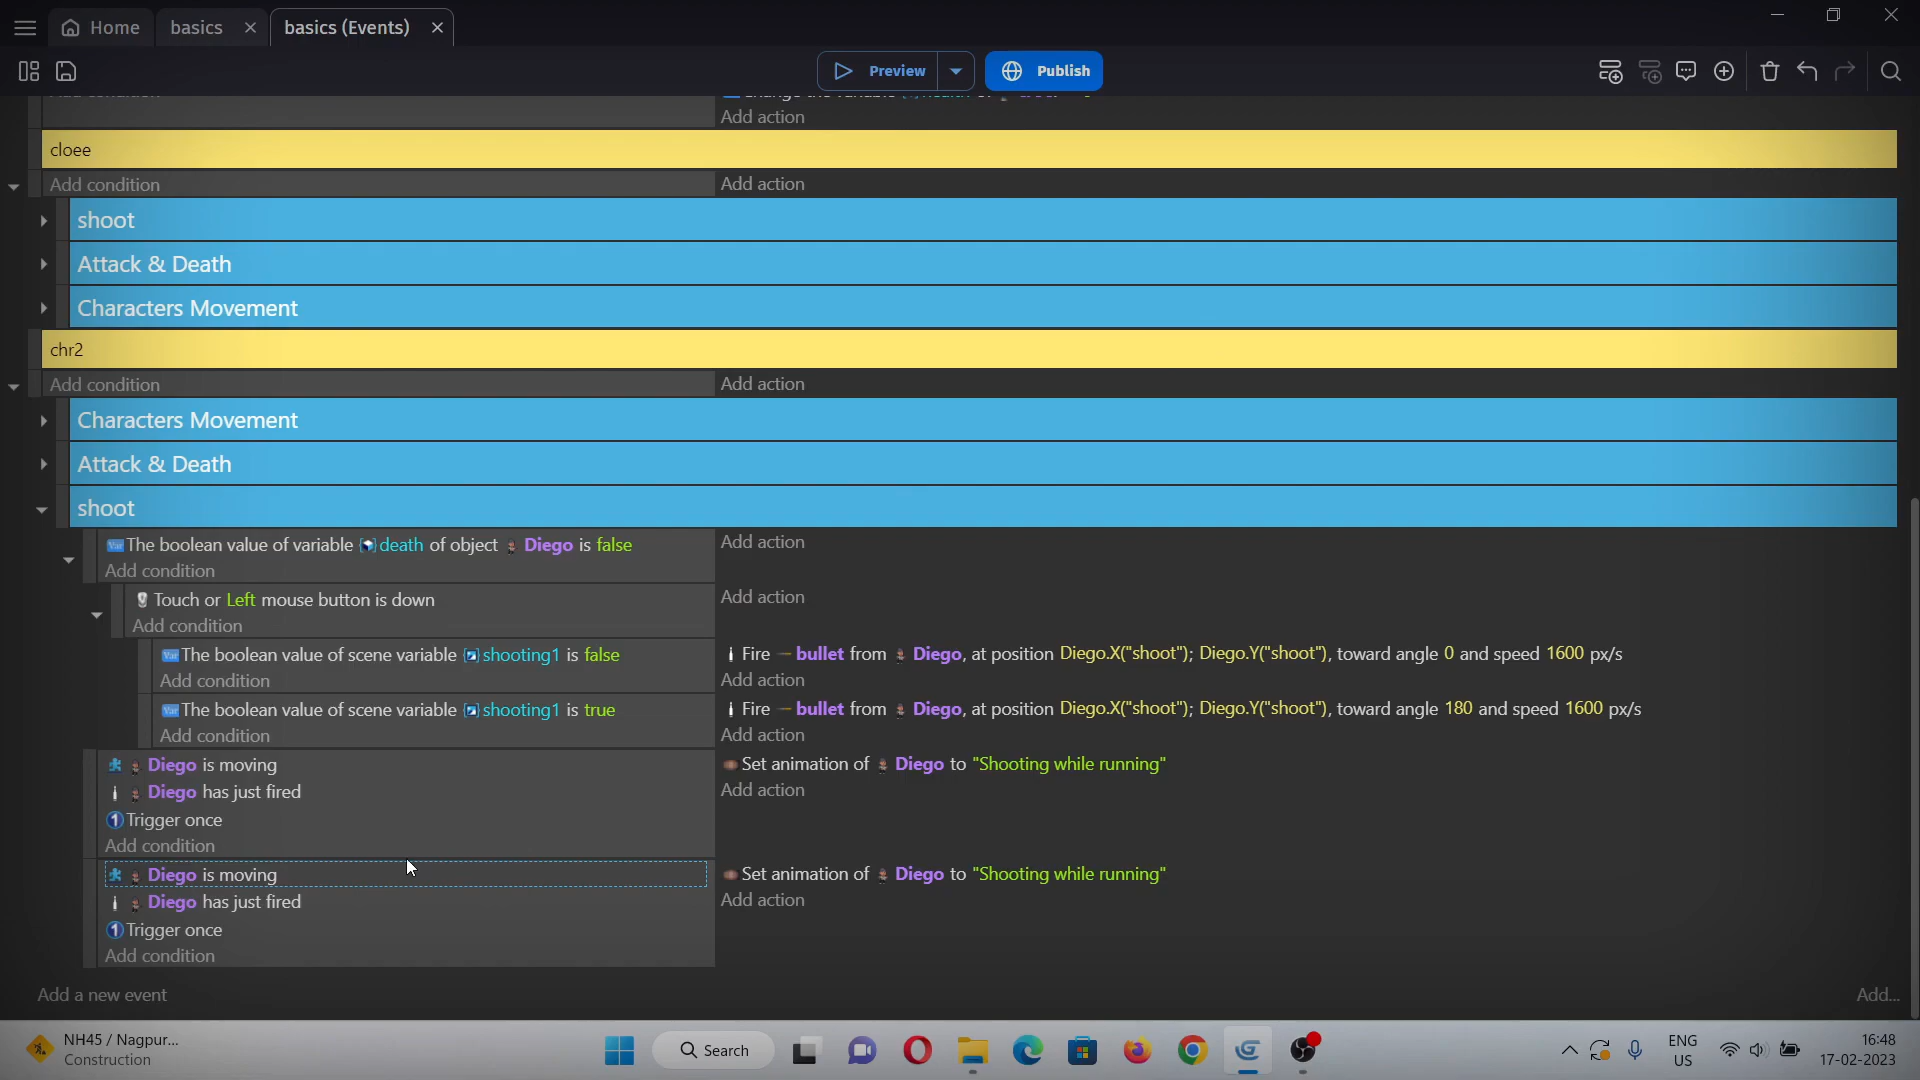 Home
basics
basics (Events)
Preview
Publish
Add action
cloee
Add condition
Add action
shoot
Attack & Death
Characters Movement
chr2
Add condition
Add action
Characters Movement
Attack & Death
shoot
The boolean value of variable death of object Diego is false
Add action
Add condition
Touch or Left mouse button is down
Add action
Add condition
The boolean value of scene variable shooting1 is false
Fire bullet from Diego, at position Diego.X("shoot"); Diego.Y("shoot"), toward angle 0 and speed 1600 px/s
Add condition
Add action
The boolean value of scene variable shooting1 is true
Fire bullet from Diego, at position Diego.X("shoot"); Diego.Y("shoot"), toward angle 180 and speed 1600 px/s
Add condition
Add action
Diego is moving
Set animation of Diego to "Shooting while running"
Diego has just fired
Add action
Trigger once
Add condition
Diego is moving
Set animation of Diego to "Shooting while running"
Diego has just fired
Add action
Trigger once
Add condition
Add a new event
Add...
NH45 / Nagpur...
Construction
Search
ENG
US
16:48
17-02-2023